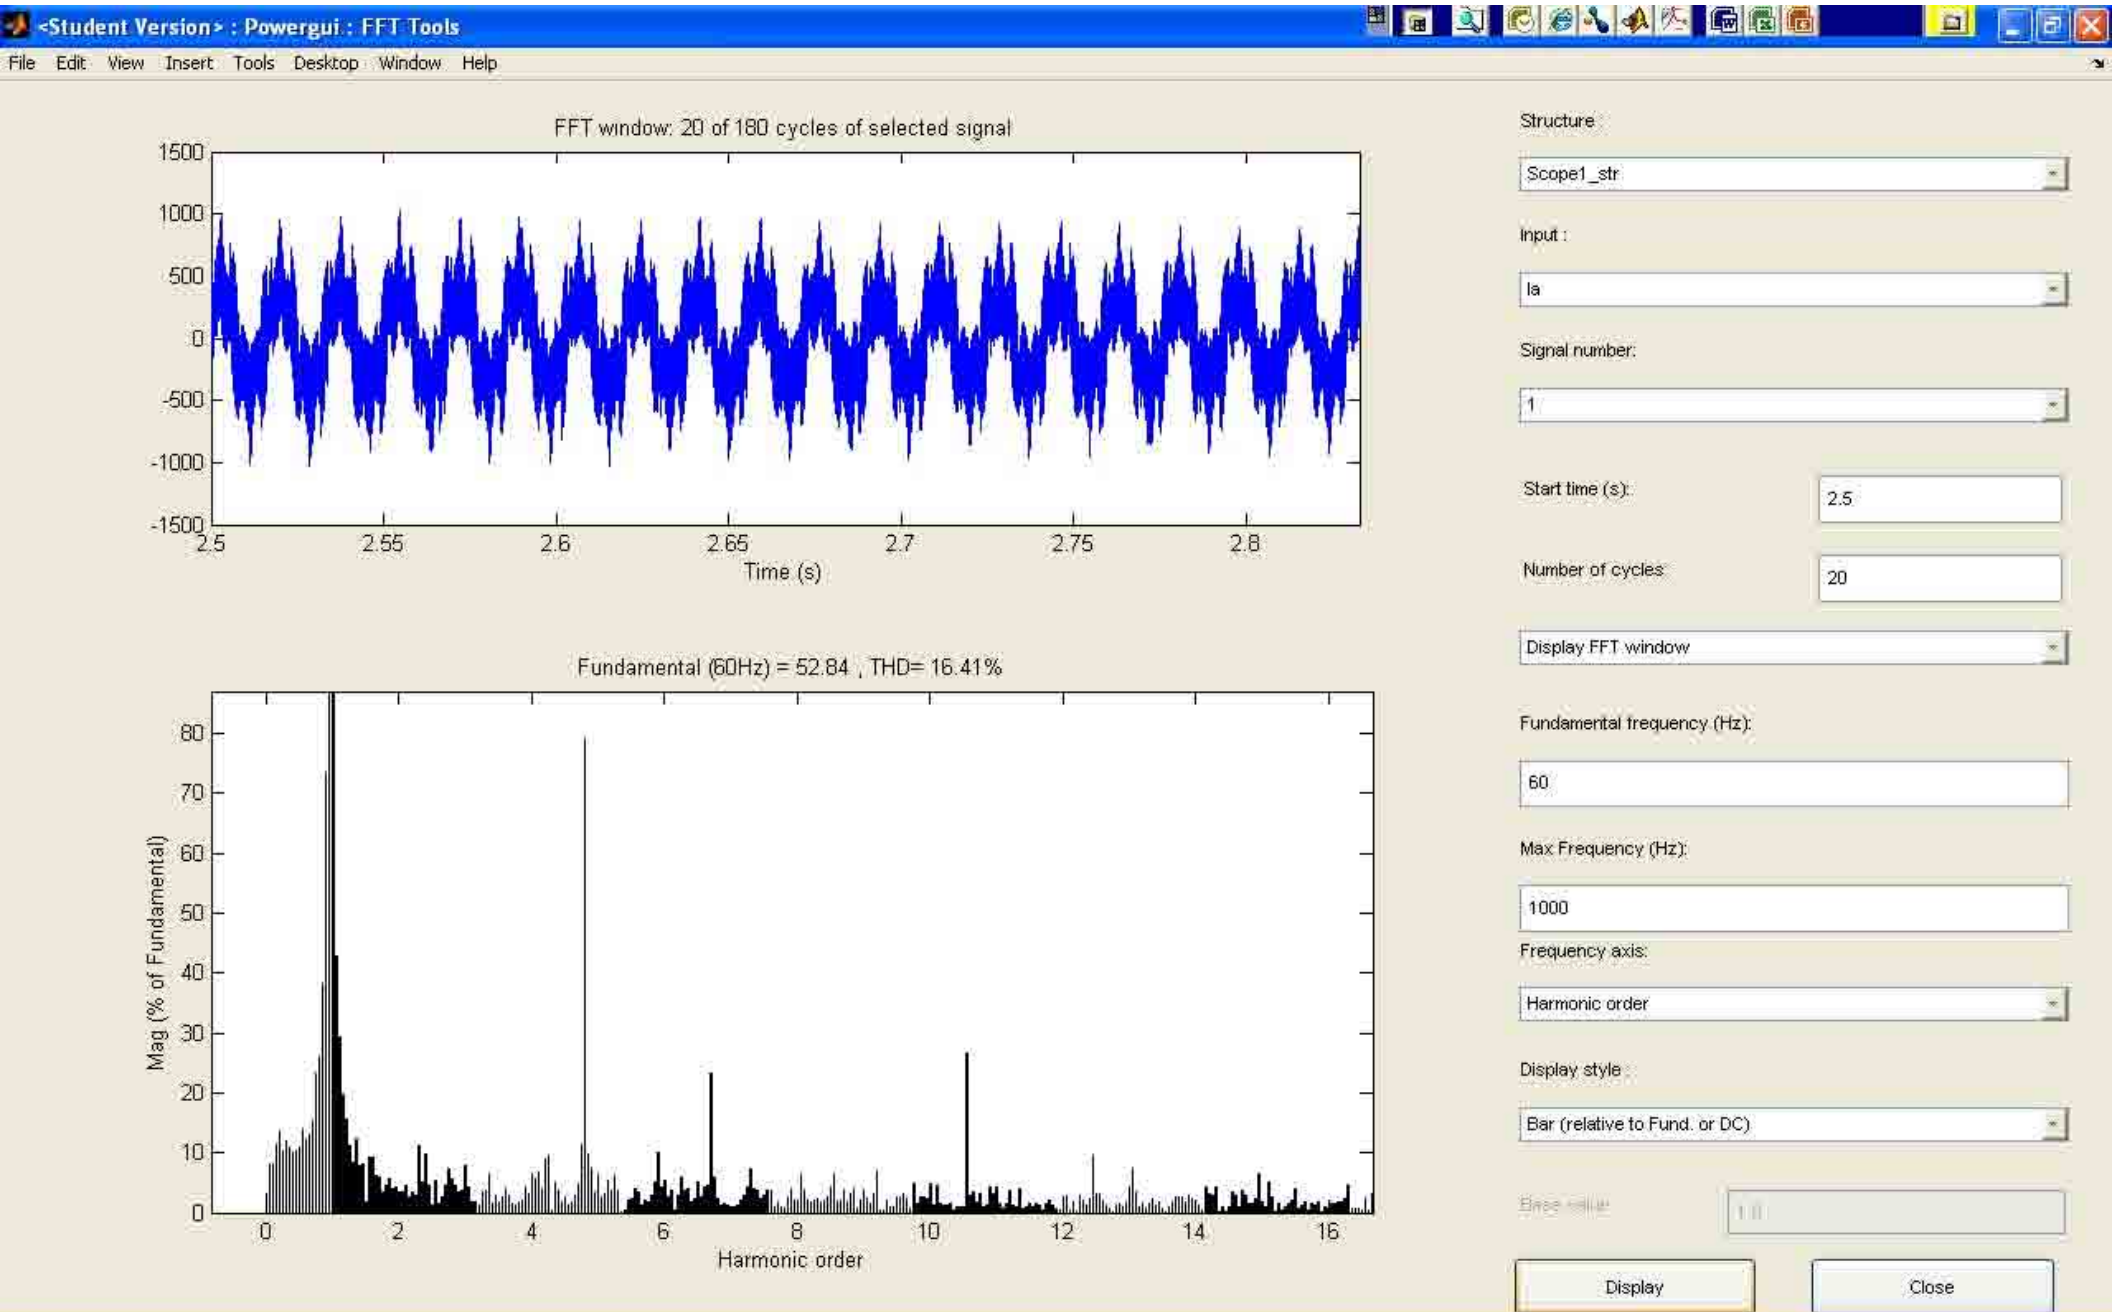 <Student Version> : Powergui : FFT Tools
File Edit View Insert Tools Desktop Window Help
FFT window: 20 of 180 cycles of selected signal
1500
1000
500
0
-500
-1000
-1500
2.5 2.55 2.6 2.65 2.7 2.75 2.8
Time (s)
Fundamental (60Hz) = 52.84 , THD= 16.41%
80
70
60
50
40
30
20
10
0
Mag (% of Fundamental)
0 2 4 6 8 10 12 14 16
Harmonic order
Structure :
Scope1_str
Input :
Ia
Signal number:
1
Start time (s):
2.5
Number of cycles:
20
Display FFT window
Fundamental frequency (Hz):
60
Max Frequency (Hz):
1000
Frequency axis:
Harmonic order
Display style :
Bar (relative to Fund. or DC)
Base value:
1.0
Display Close